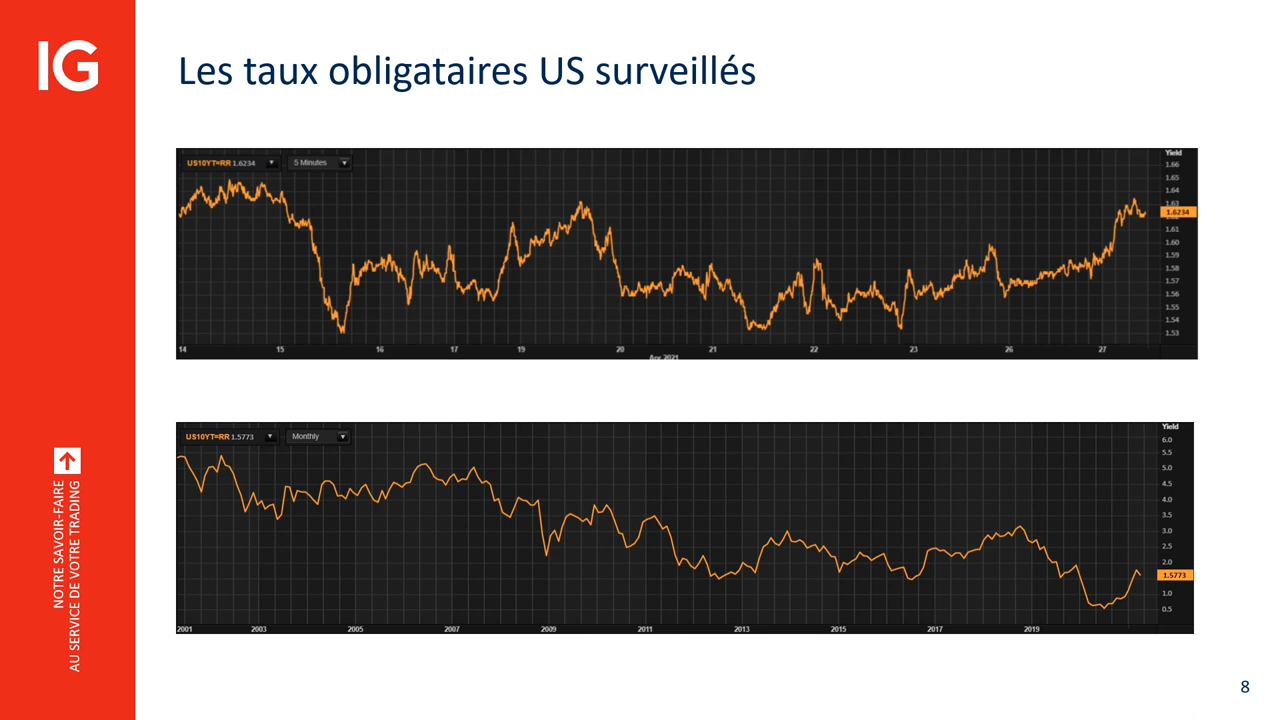 IG
Les taux obligataires US surveillés
US10YT=RR 1.6234
5 Minutes
Yield
1.66
1.65
1.64
1.63
1.6234
1.61
1.60
1.59
1.58
1.57
1.56
1.55
1.54
1.53
14 15 16 17 19 20 21 22 23 26 27
Apr 2021
US10YT=RR 1.5773
Monthly
Yield
6.0
5.5
5.0
4.5
4.0
3.5
3.0
2.5
2.0
1.5773
1.0
0.5
2001 2003 2005 2007 2009 2011 2013 2015 2017 2019
NOTRE SAVOIR-FAIRE
AU SERVICE DE VOTRE TRADING
8